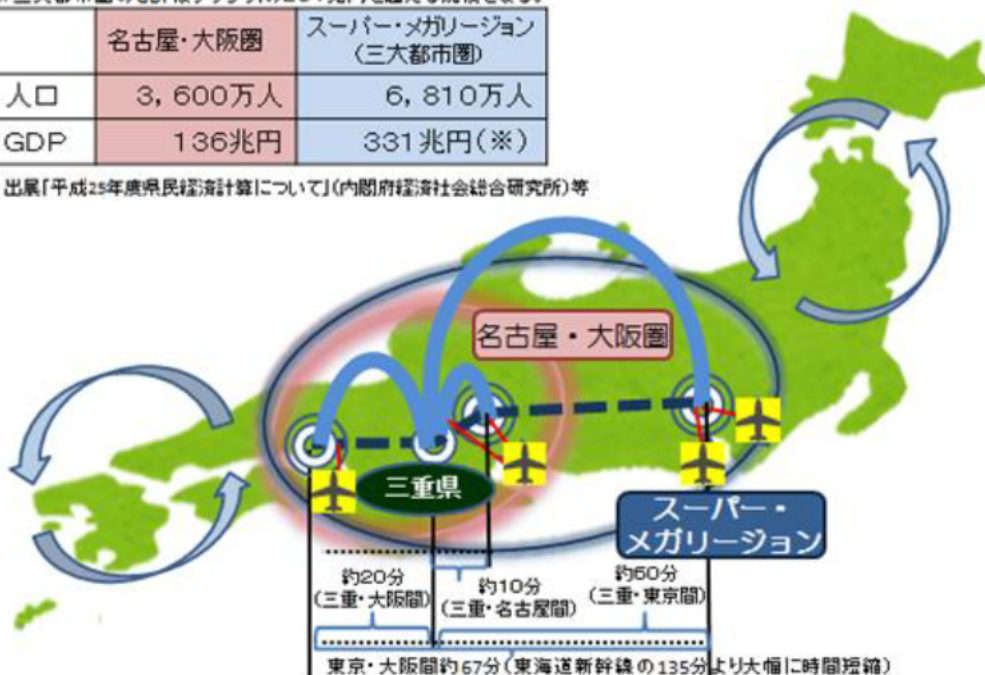 名古屋・大阪圏
スーパー・メガリージョン
(三大都市圏)
人口
3,600万人
6,810万人
GDP
136兆円
331兆円(※)
出展「平成25年度県民経済計算について」(内閣府経済社会総合研究所)等
名古屋・大阪圏
三重県
スーパー・
メガリージョン
約20分
(三重・大阪間)
約10分
(三重・名古屋間)
約60分
(三重・東京間)
東京・大阪間約67分(東海道新幹線の135分より大幅に時間短縮)